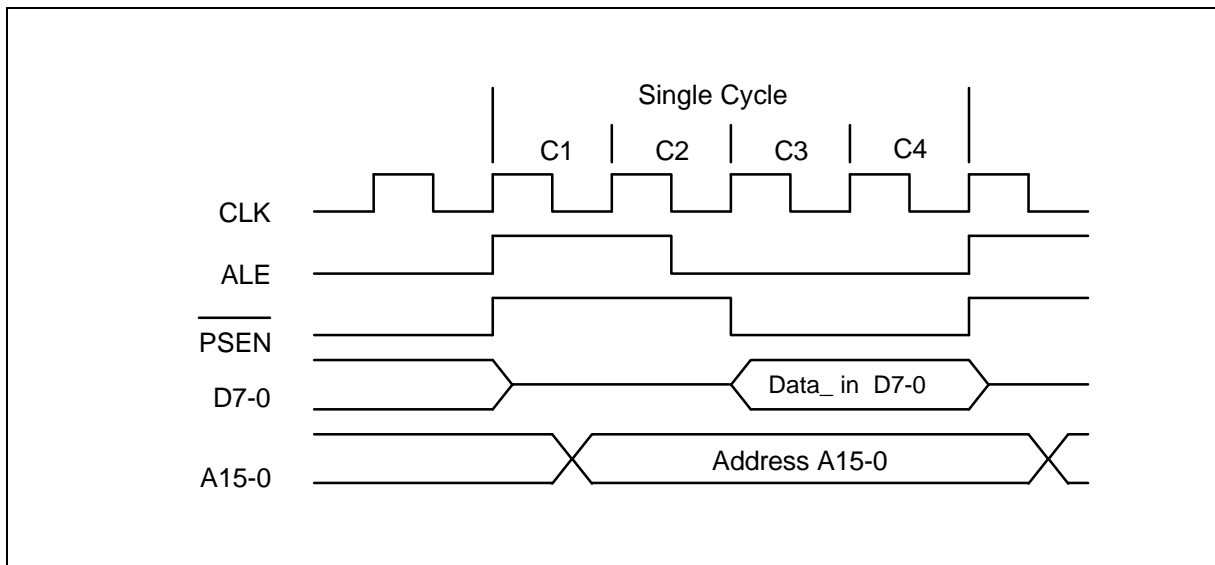 Single Cycle
C1 C2 C3 C4
CLK
ALE
PSEN
D7-0 Data_ in D7-0
A15-0 Address A15-0